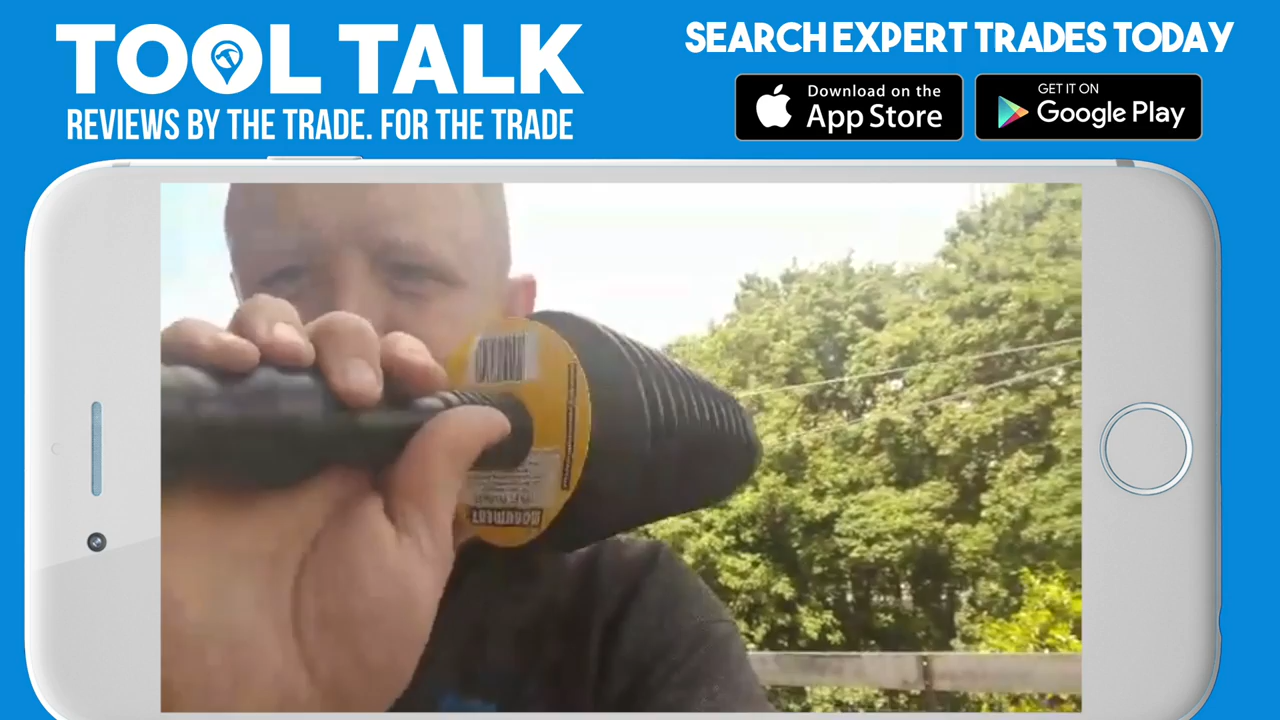 TOOL TALK
REVIEWS BY THE TRADE. FOR THE TRADE
SEARCH EXPERT TRADES TODAY
Download on the
App Store
GET IT ON
Google Play
MONUMENT